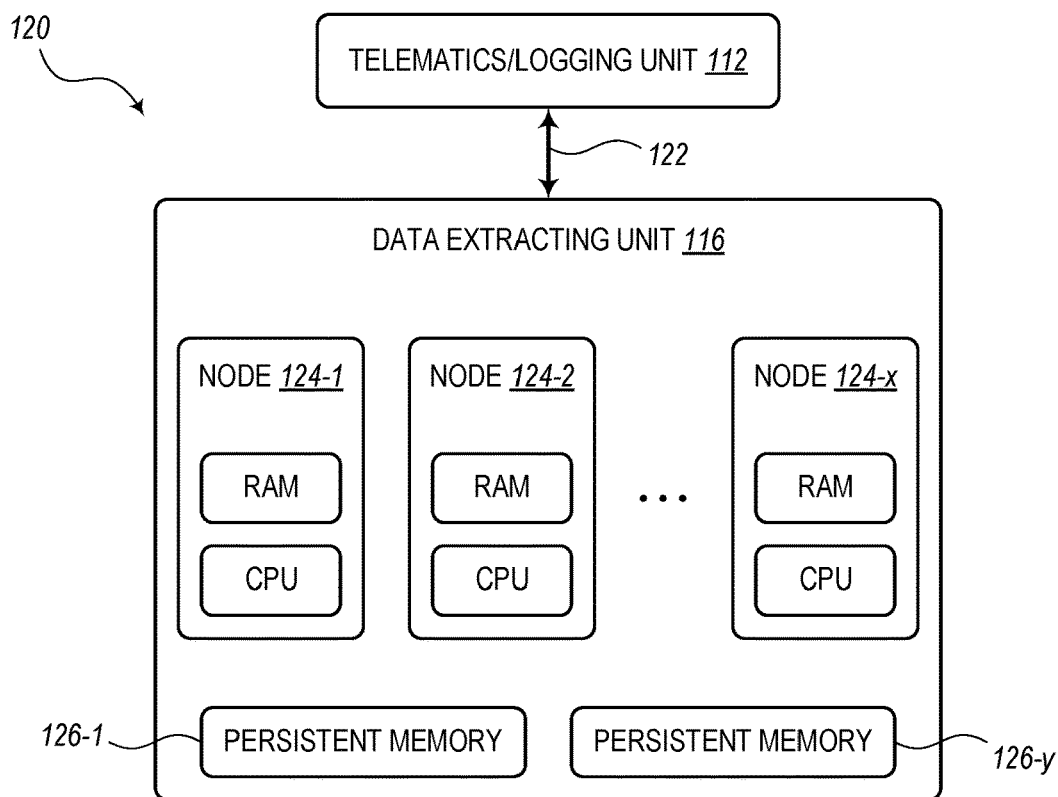 120
TELEMATICS/LOGGING UNIT 112
122
DATA EXTRACTING UNIT 116
NODE 124-1
NODE 124-2
NODE 124-x
RAM
RAM
...
RAM
CPU
CPU
CPU
126-1
PERSISTENT MEMORY
PERSISTENT MEMORY
126-y